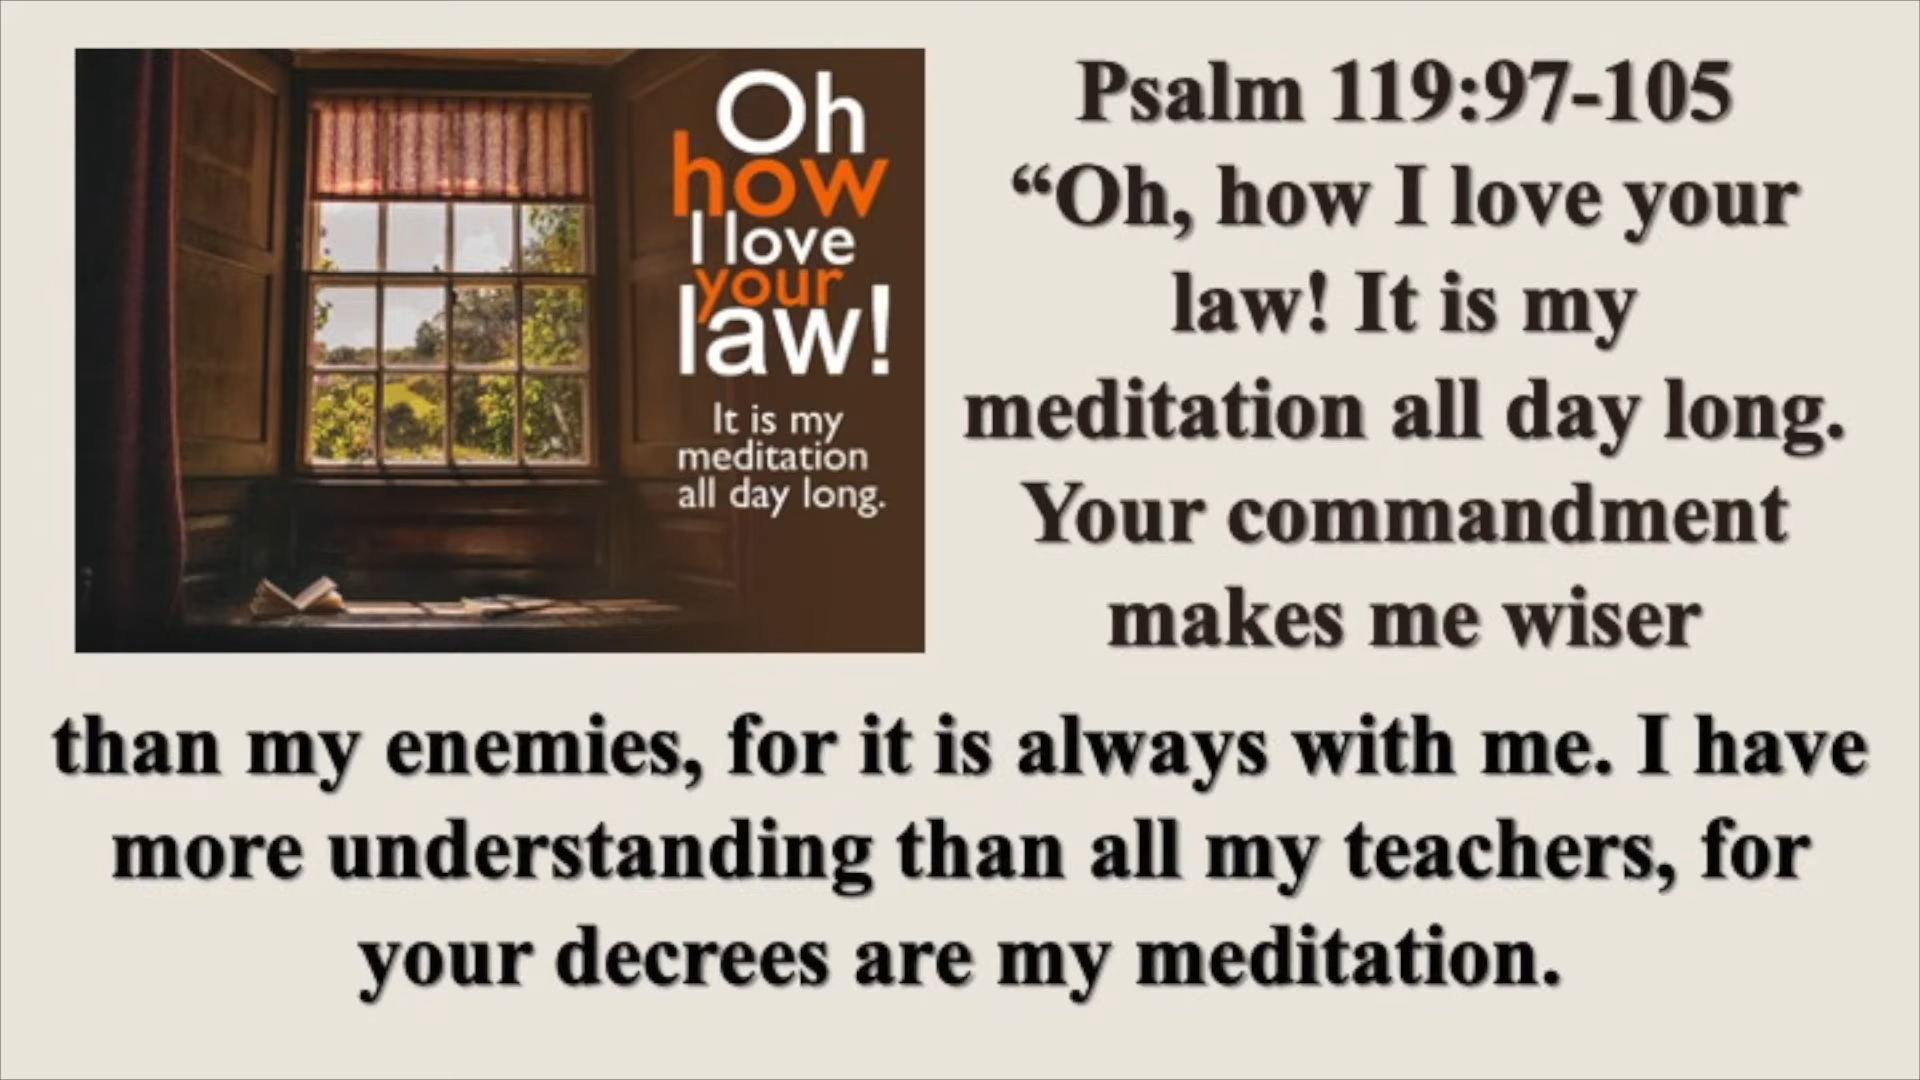 Oh
how
I love
your
law!
It is my
meditation
all day long.
Psalm 119:97-105
“Oh, how I love your
law! It is my
meditation all day long.
Your commandment
makes me wiser
than my enemies, for it is always with me. I have
more understanding than all my teachers, for
your decrees are my meditation.